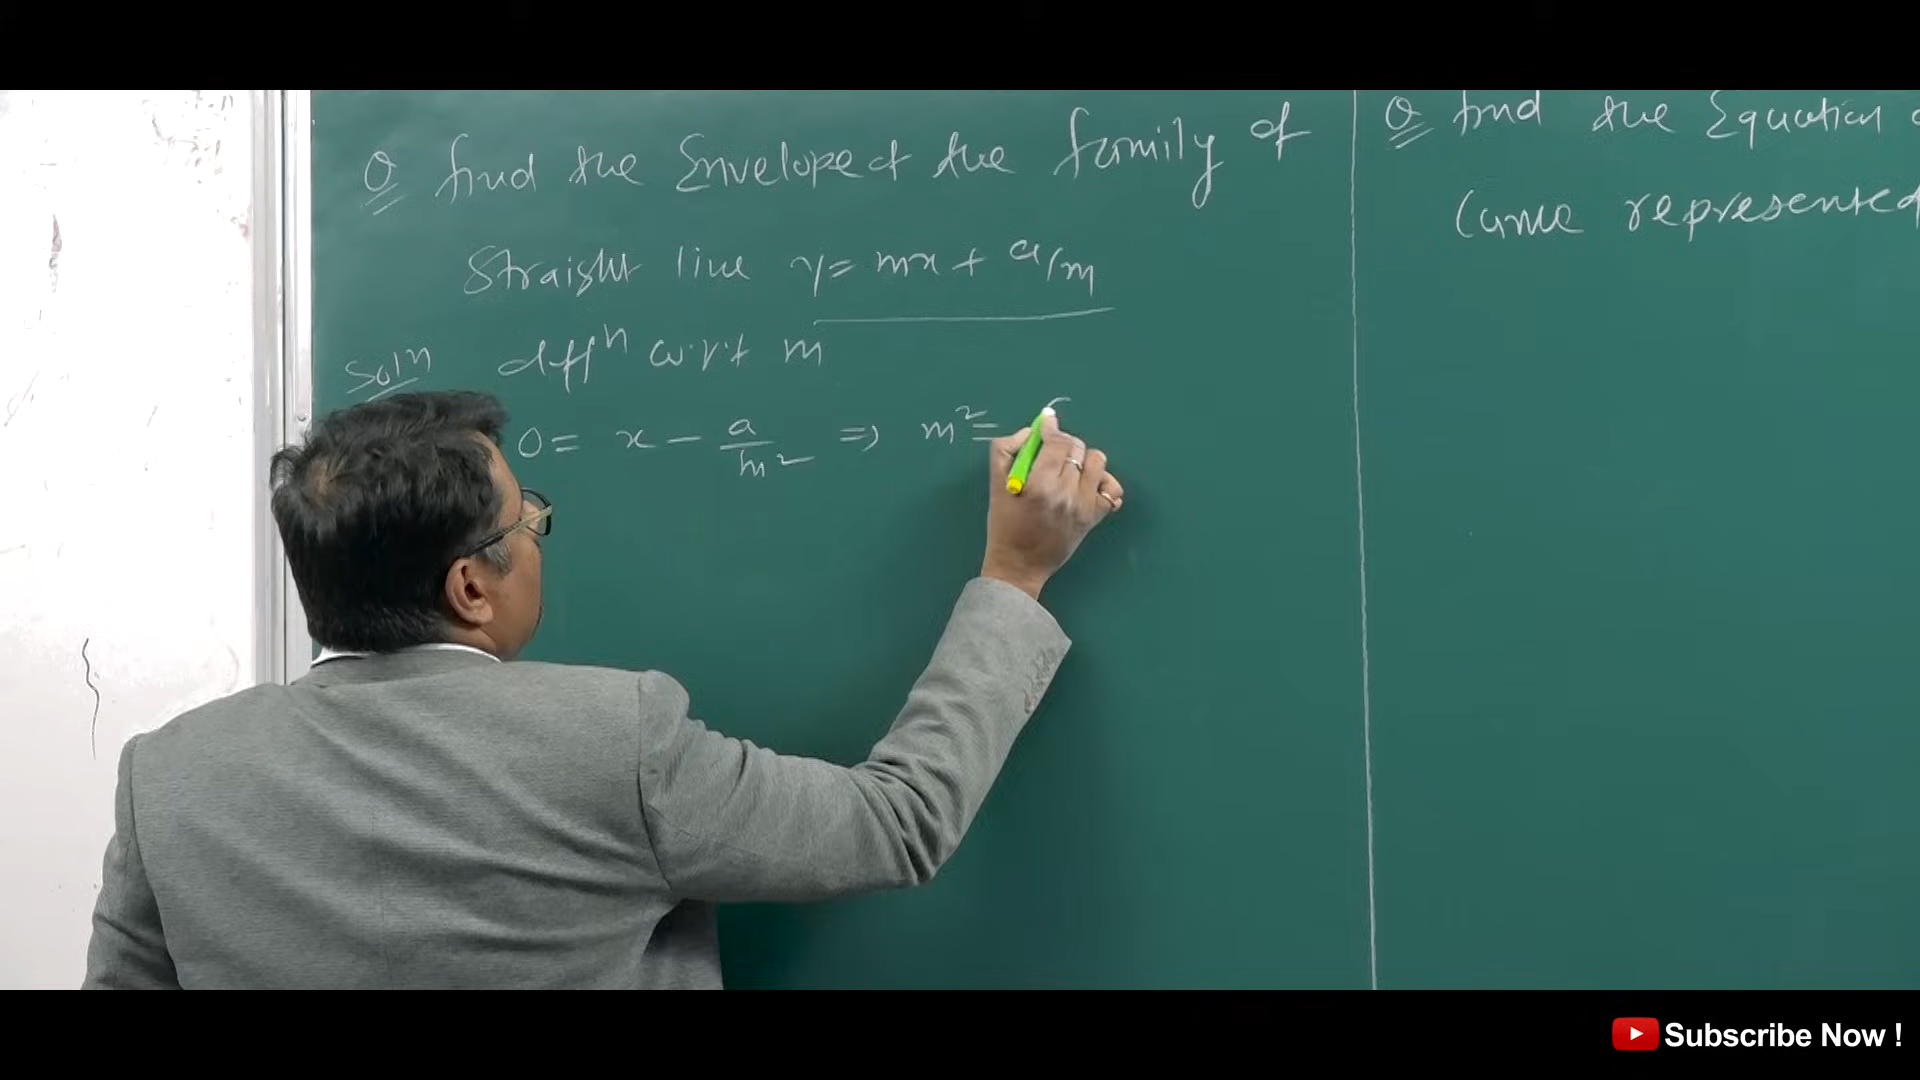 Q find the Envelope of the family of
Straight line y = mx + a/m
Soln diffⁿ w.r.t m
0 = x - a/m² ⇒ m² =
Q find the Equation
Curve represented
Subscribe Now !